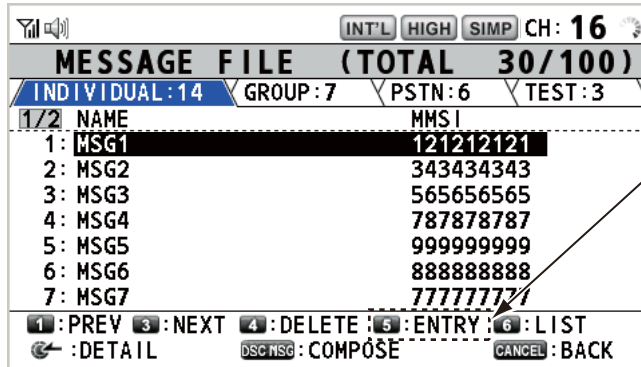 INT'L HIGH SIMP CH: 16
MESSAGE FILE (TOTAL 30/100)
INDIVIDUAL:14 GROUP:7 PSTN:6 TEST:3
1/2 NAME MMSI
1: MSG1 121212121
2: MSG2 343434343
3: MSG3 565656565
4: MSG4 787878787
5: MSG5 999999999
6: MSG6 888888888
7: MSG7 777777777
1 :PREV 3 :NEXT 4 :DELETE 5 :ENTRY 6 :LIST
:DETAIL DSC MSG :COMPOSE CANCEL :BACK